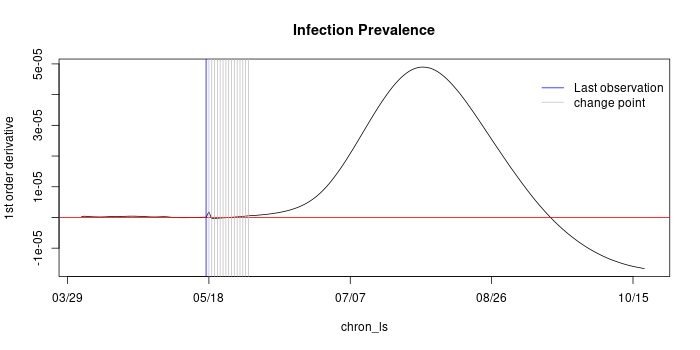 Infection Prevalence
1st order derivative
5e-05
3e-05
1e-05
-1e-05
Last observation
change point
03/29
05/18
07/07
08/26
10/15
chron_ls